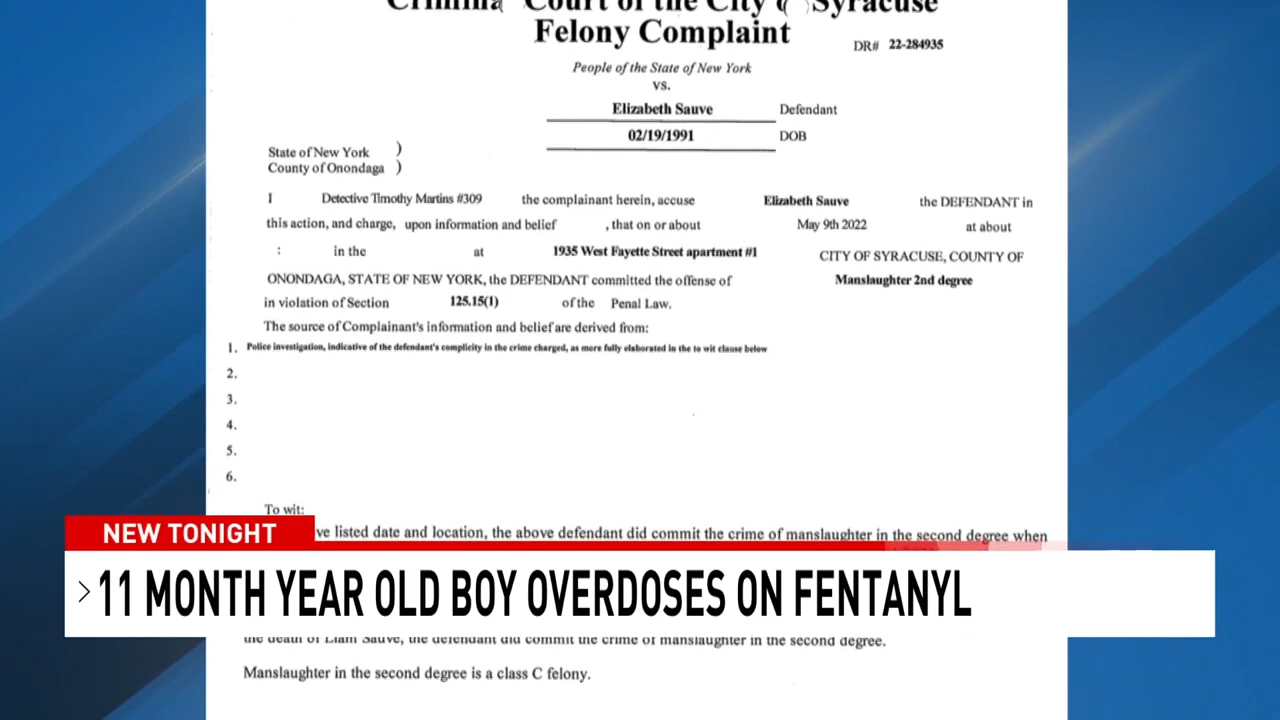 Court of the City Syracuse
Felony Complaint
DR# 22-284935
People of the State of New York
vs.
Elizabeth Sauve Defendant
02/19/1991 DOB
State of New York )
County of Onondaga )
I Detective Timothy Martins #309 the complainant herein, accuse Elizabeth Sauve the DEFENDANT in
this action, and charge, upon information and belief , that on or about May 9th 2022 at about
: in the at 1935 West Fayette Street apartment #1 CITY OF SYRACUSE, COUNTY OF
ONONDAGA, STATE OF NEW YORK, the DEFENDANT committed the offense of Manslaughter 2nd degree
in violation of Section 125.15(1) of the Penal Law.
The source of Complainant's information and belief are derived from:
1. Police investigation, indicative of the defendant's complicity in the crime charged, as more fully elaborated in the to wit clause below
2.
3.
4.
5.
6.
To wit:
NEW TONIGHT
ve listed date and location, the above defendant did commit the crime of manslaughter in the second degree when
>11 MONTH YEAR OLD BOY OVERDOSES ON FENTANYL
the death of Liam Sauve, the defendant did commit the crime of manslaughter in the second degree.
Manslaughter in the second degree is a class C felony.